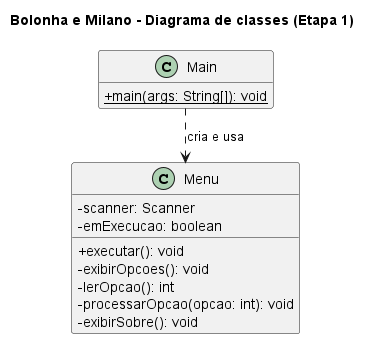 Bolonha e Milano - Diagrama de classes (Etapa 1)
C Main
+main(args: String[]): void
cria e usa
C Menu
-scanner: Scanner
-emExecucao: boolean
+executar(): void
-exibirOpcoes(): void
-lerOpcao(): int
-processarOpcao(opcao: int): void
-exibirSobre(): void